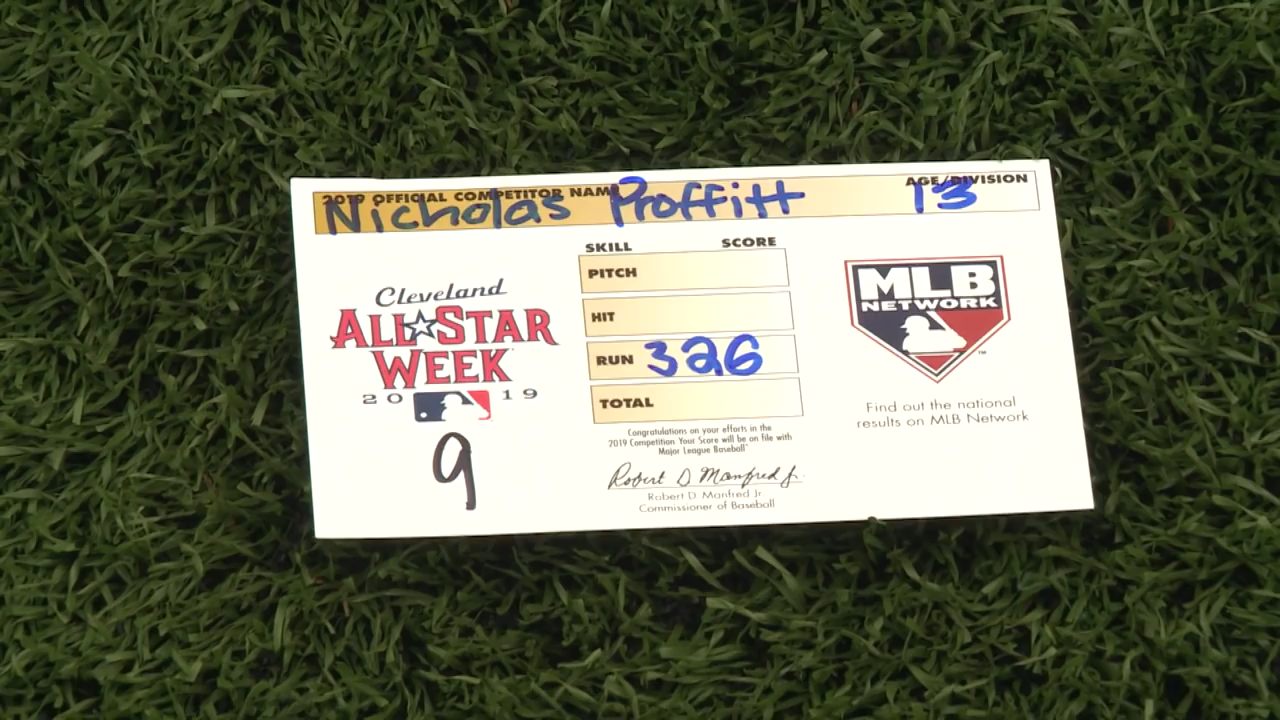 2019 OFFICIAL COMPETITOR NAME
AGE/DIVISION
Nicholas Proffitt 13
SKILL SCORE
PITCH
HIT
RUN 326
TOTAL
Cleveland
ALL STAR
WEEK
2019
9
Congratulations on your efforts in the
2019 Competition Your Score will be on file with
Major League Baseball
Robert D Manfred Jr.
Robert D. Manfred Jr.
Commissioner of Baseball
MLB
NETWORK
TM
Find out the national
results on MLB Network